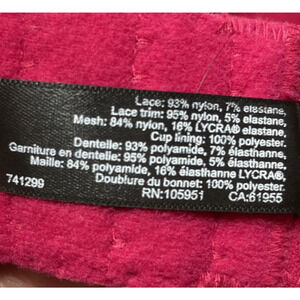 Lace: 93% nylon, 7% elastane,
Lace trim: 95% nylon, 5% elastane,
Mesh: 84% nylon, 16% LYCRA® elastane,
Cup lining: 100% polyester.
Dentelle: 93% polyamide, 7% élasthanne,
Garniture en dentelle: 95% polyamide, 5% élasthanne,
Maille: 84% polyamide, 16% élasthanne LYCRA®,
Doublure du bonnet: 100% polyester.
741299 RN:105951 CA:61955